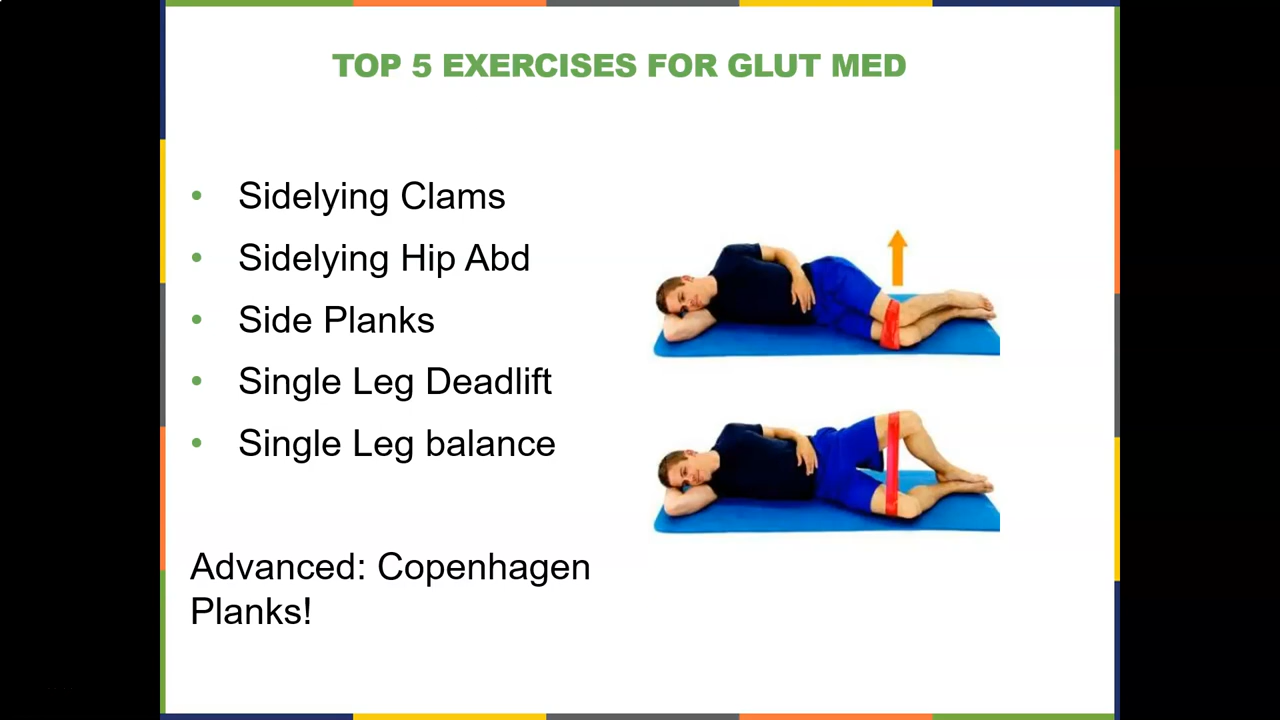 TOP 5 EXERCISES FOR GLUT MED
• Sidelying Clams
• Sidelying Hip Abd
• Side Planks
• Single Leg Deadlift
• Single Leg balance
Advanced: Copenhagen
Planks!